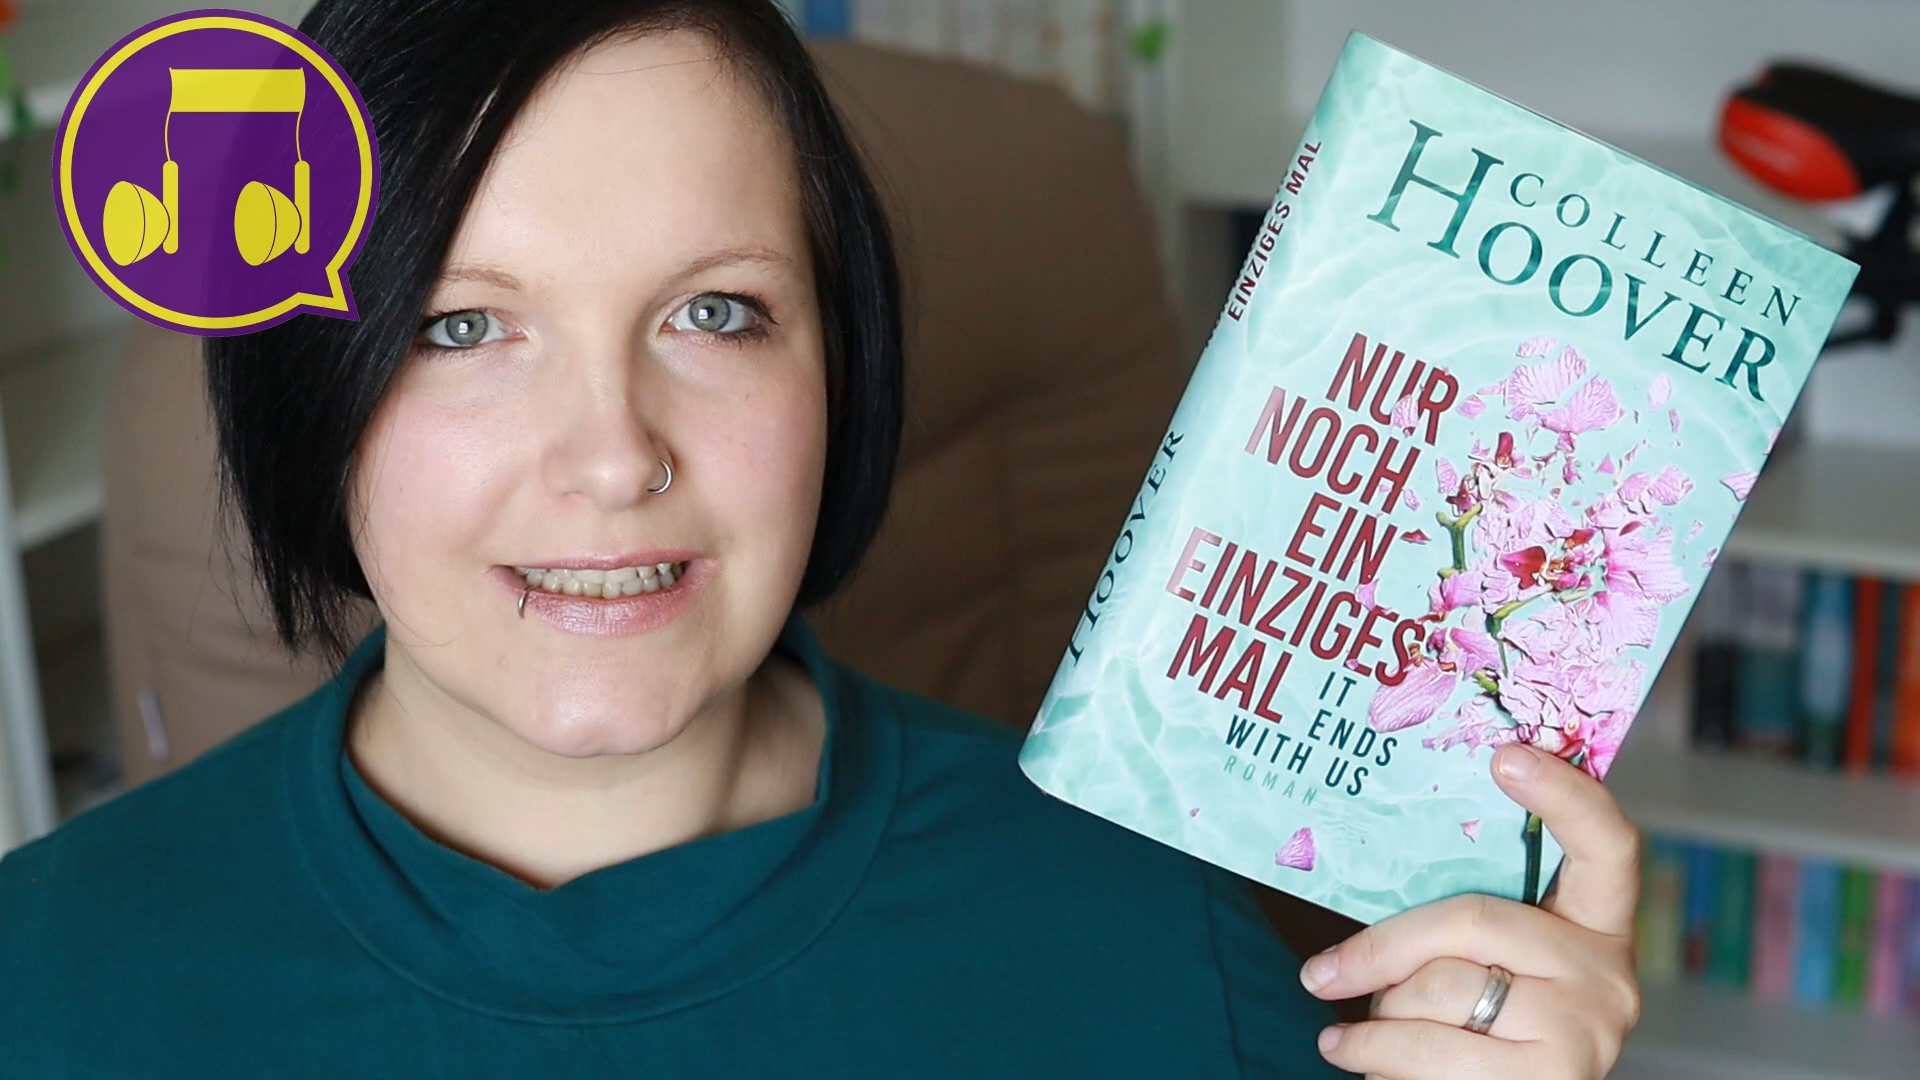 COLLEEN
HOOVER
NUR
NOCH
EIN
EINZIGES
MAL
IT
ENDS
WITH US
ROMAN
HOOVER
EINZIGES MAL